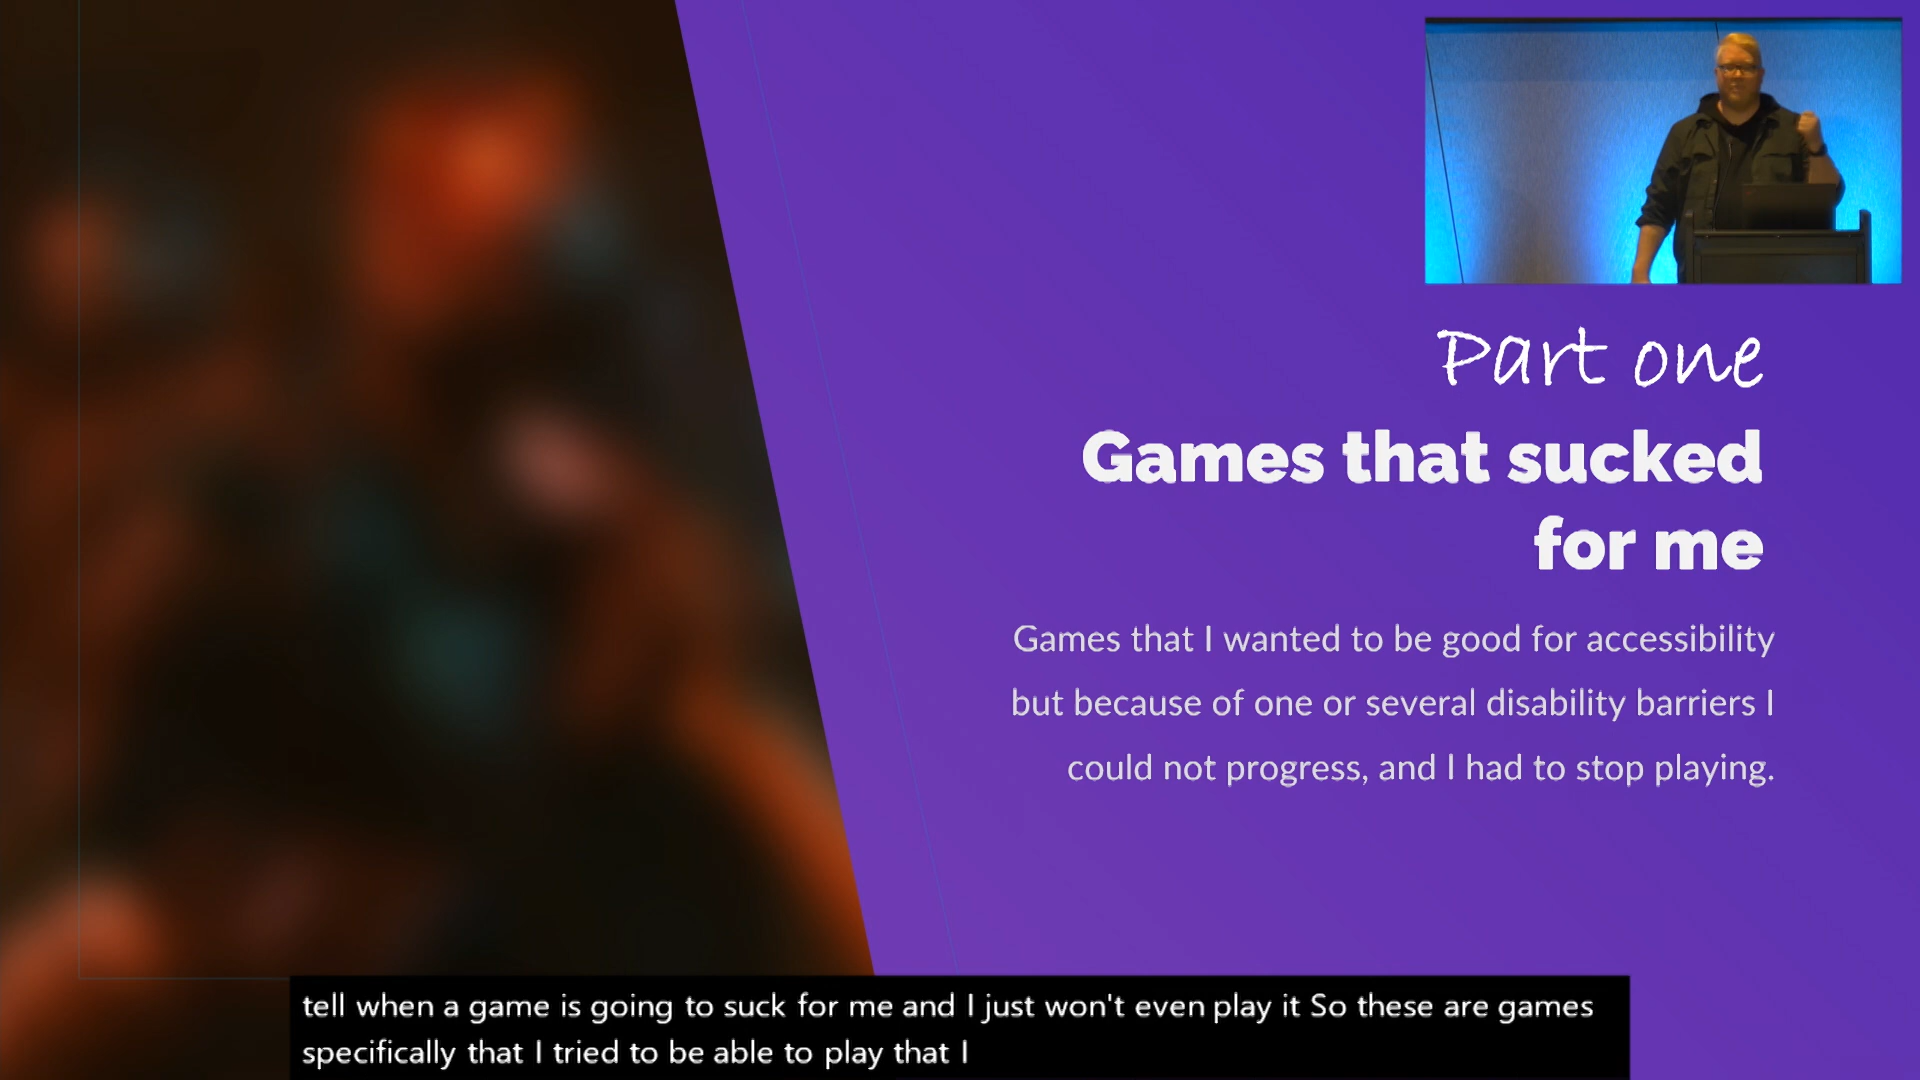 Part one
Games that sucked
for me
Games that I wanted to be good for accessibility
but because of one or several disability barriers I
could not progress, and I had to stop playing.
tell when a game is going to suck for me and I just won't even play it So these are games
specifically that I tried to be able to play that I